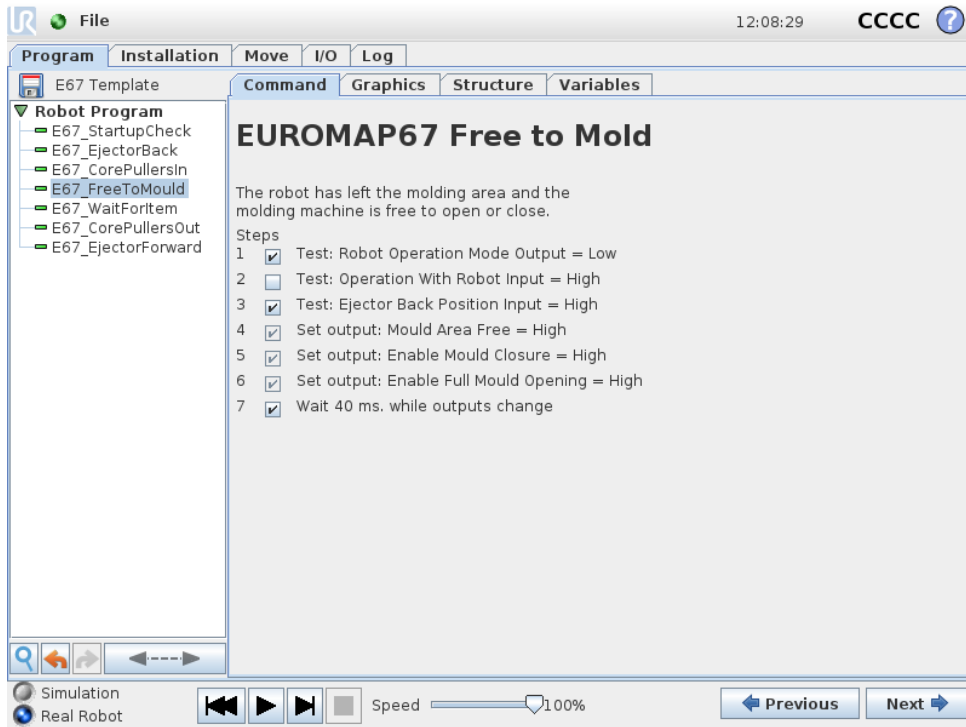 UR File 12:08:29 CCCC ?
Program Installation Move I/O Log
E67 Template
Command Graphics Structure Variables
Robot Program
E67_StartupCheck
E67_EjectorBack
E67_CorePullersIn
E67_FreeToMould
E67_WaitForItem
E67_CorePullersOut
E67_EjectorForward
EUROMAP67 Free to Mold
The robot has left the molding area and the
molding machine is free to open or close.
Steps
1 Test: Robot Operation Mode Output = Low
2 Test: Operation With Robot Input = High
3 Test: Ejector Back Position Input = High
4 Set output: Mould Area Free = High
5 Set output: Enable Mould Closure = High
6 Set output: Enable Full Mould Opening = High
7 Wait 40 ms. while outputs change
Simulation
Real Robot
Speed 100%
Previous Next